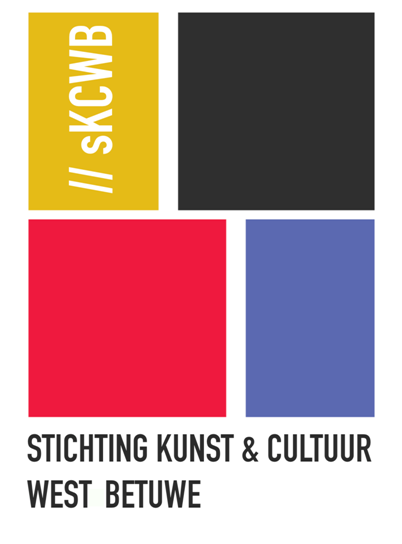 // sKCWB
STICHTING KUNST & CULTUUR
WEST BETUWE